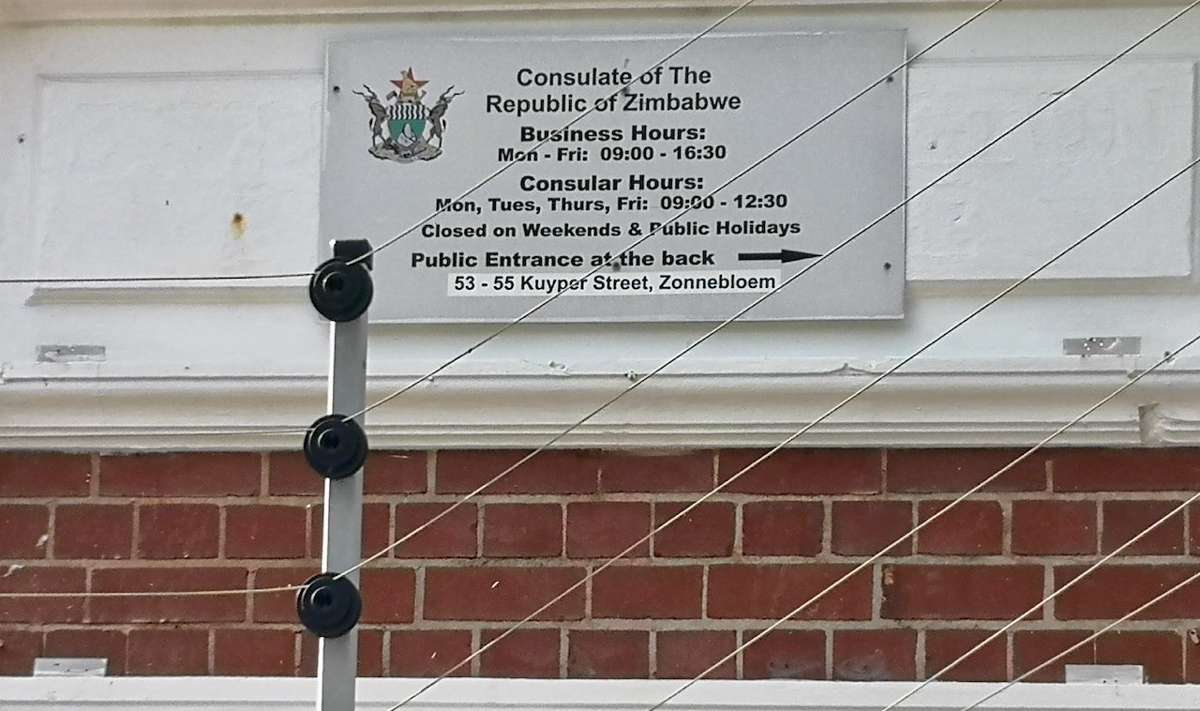 Consulate of The
Republic of Zimbabwe
Business Hours:
Mon - Fri: 09:00 - 16:30
Consular Hours:
Mon, Tues, Thurs, Fri: 09:00 - 12:30
Closed on Weekends & Public Holidays
Public Entrance at the back
53 - 55 Kuyper Street, Zonnebloem